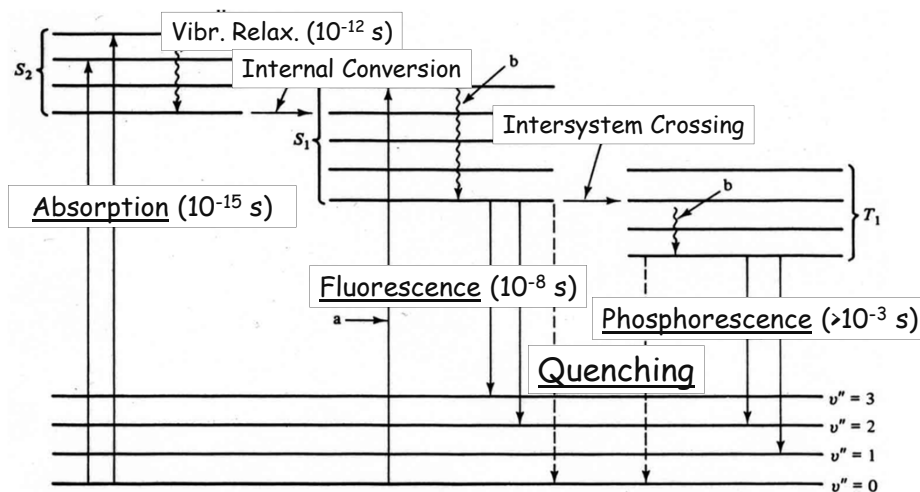 Vibr. Relax. (10⁻¹² s)
S₂
Internal Conversion
b
S₁
Intersystem Crossing
b
T₁
Absorption (10⁻¹⁵ s)
Fluorescence (10⁻⁸ s)
a
Phosphorescence (>10⁻³ s)
Quenching
υ″ = 3
υ″ = 2
υ″ = 1
υ″ = 0